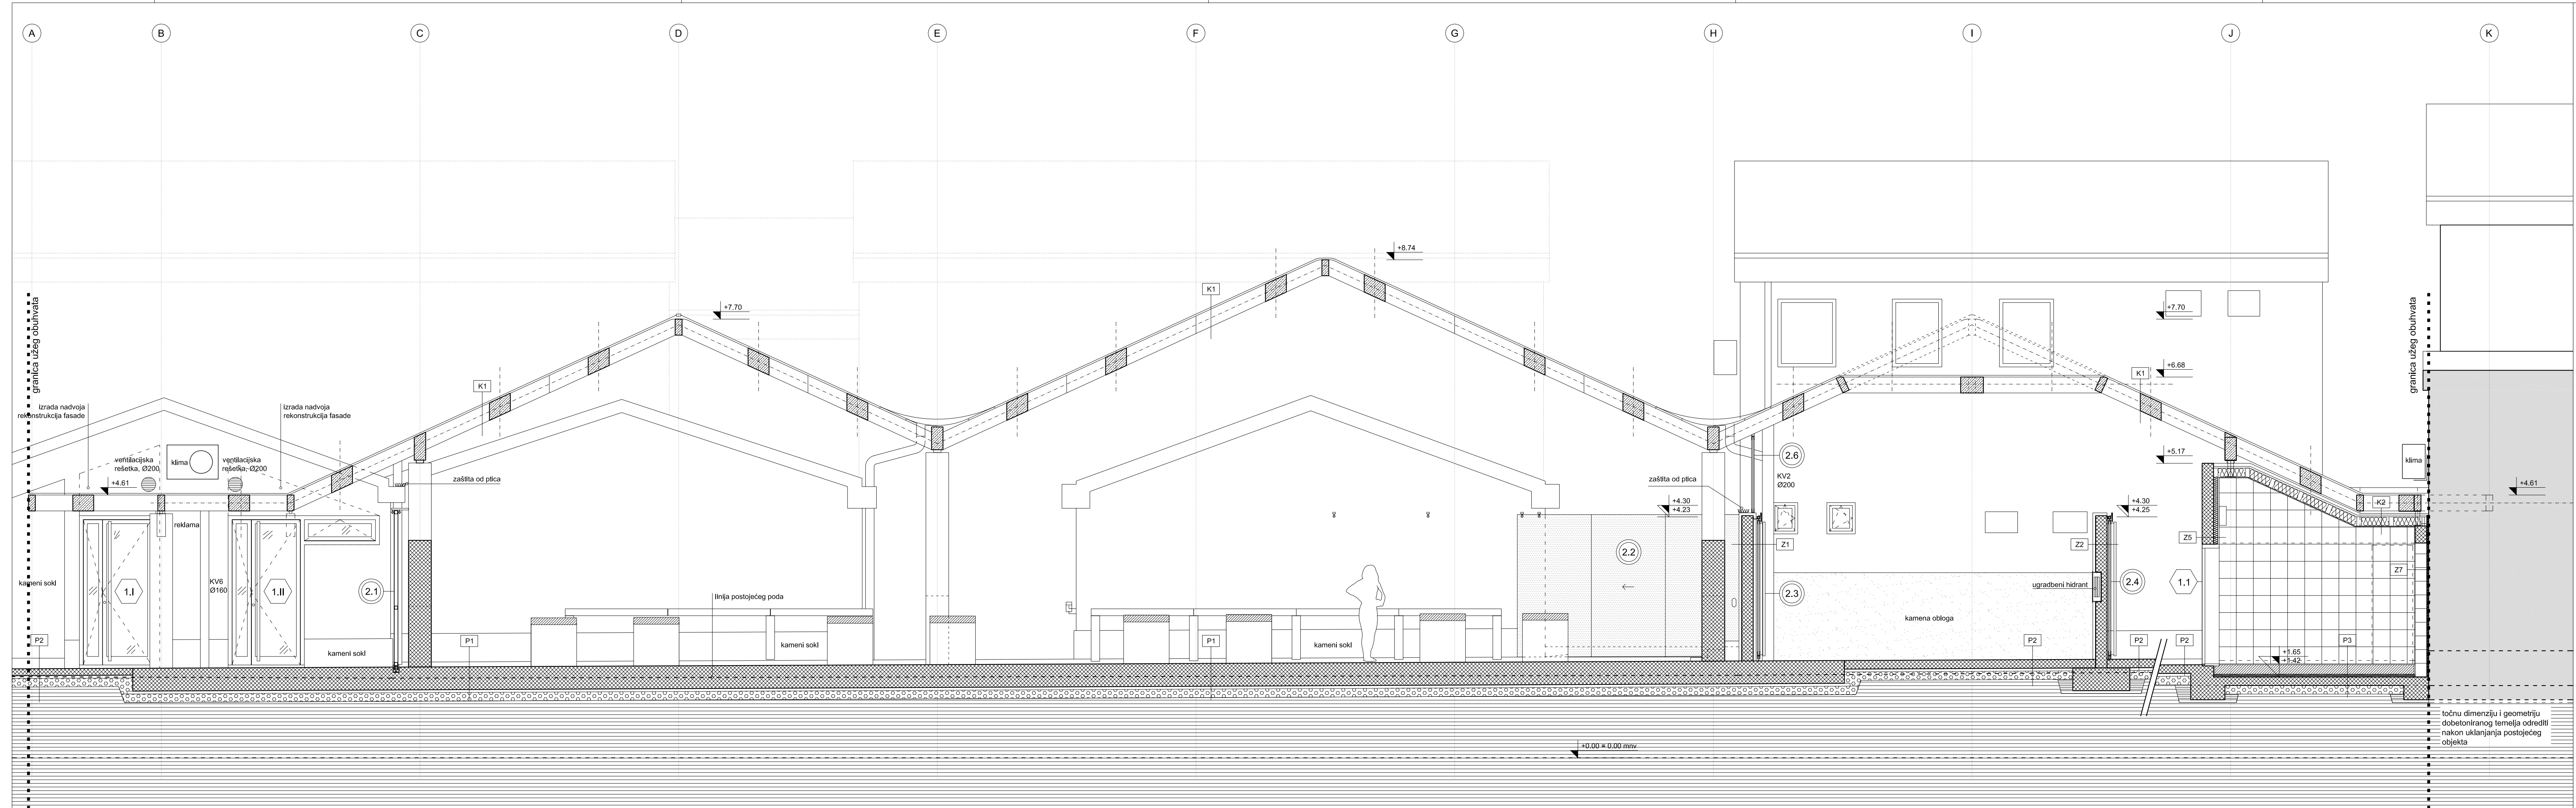 A
B
C
D
E
F
G
H
I
J
K
+8.74
K1
granica užeg obuhvata
+7.70
+7.70
granica užeg obuhvata
+6.68
K1
K1
Izrada nadvoja
rekonstrukcija fasade
Izrada nadvoja
rekonstrukcija fasade
ventilacijska
rešetka, Ø200
klima
ventilacijska
rešetka, Ø200
2.6
+5.17
klima
zaštita od ptica
zaštita od ptica
KV2
Ø200
+4.61
+4.61
+4.30
+4.23
+4.30
+4.25
K2
reklama
Z1
Z2
Z5
2.2
Z7
kameni sokl
KV6
Ø160
1.I
1.II
2.1
2.3
ugradbeni hidrant
2.4
1.1
linija postojećeg poda
kamena obloga
P2
P1
kameni sokl
P1
kameni sokl
P2
P2
P2
P3
kameni sokl
+1.65
+1.42
točnu dimenziju i geometriju
dobetoniranog temelja odrediti
nakon uklanjanja postojećeg
objekta
+0.00 = 0.00 mnv